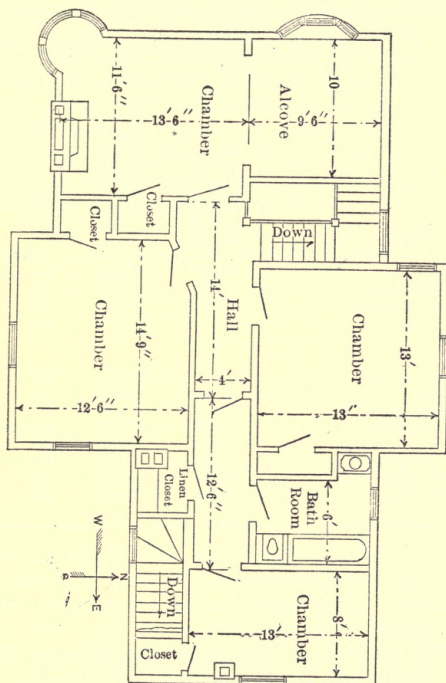 10
Alcove
9'-6"
11'-6"
Chamber
13'-6"
Closet
Closet
Down
14'
Hall
4'
Chamber
14'-9"
12'-6"
Chamber
13'
13"
Linen
Closet
12'-6"
Bath
Room
6'
W
N
E
Down
Closet
Chamber
13'
8'